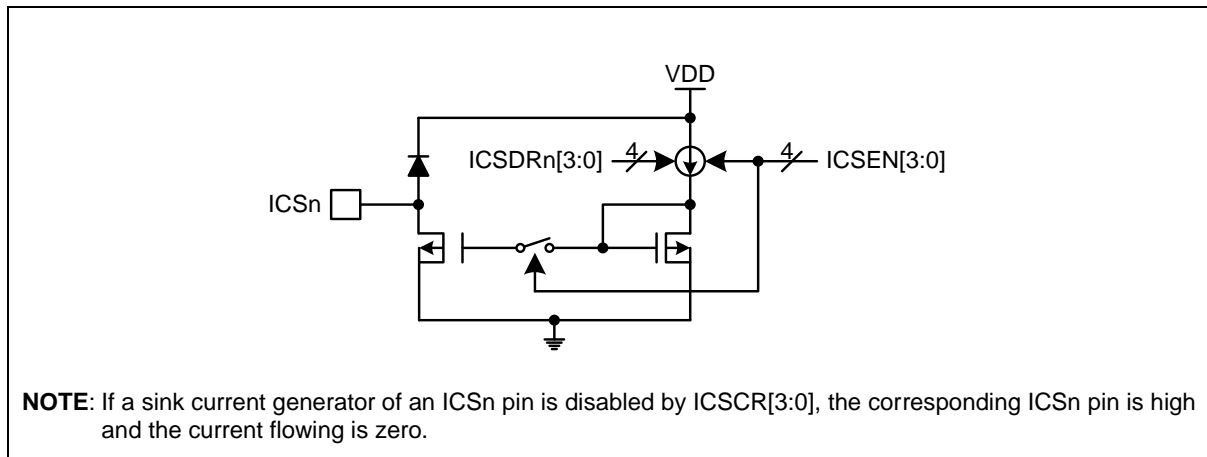 VDD
ICSDRn[3:0] 4 4 ICSEN[3:0]
ICSn
NOTE: If a sink current generator of an ICSn pin is disabled by ICSCR[3:0], the corresponding ICSn pin is high
and the current flowing is zero.